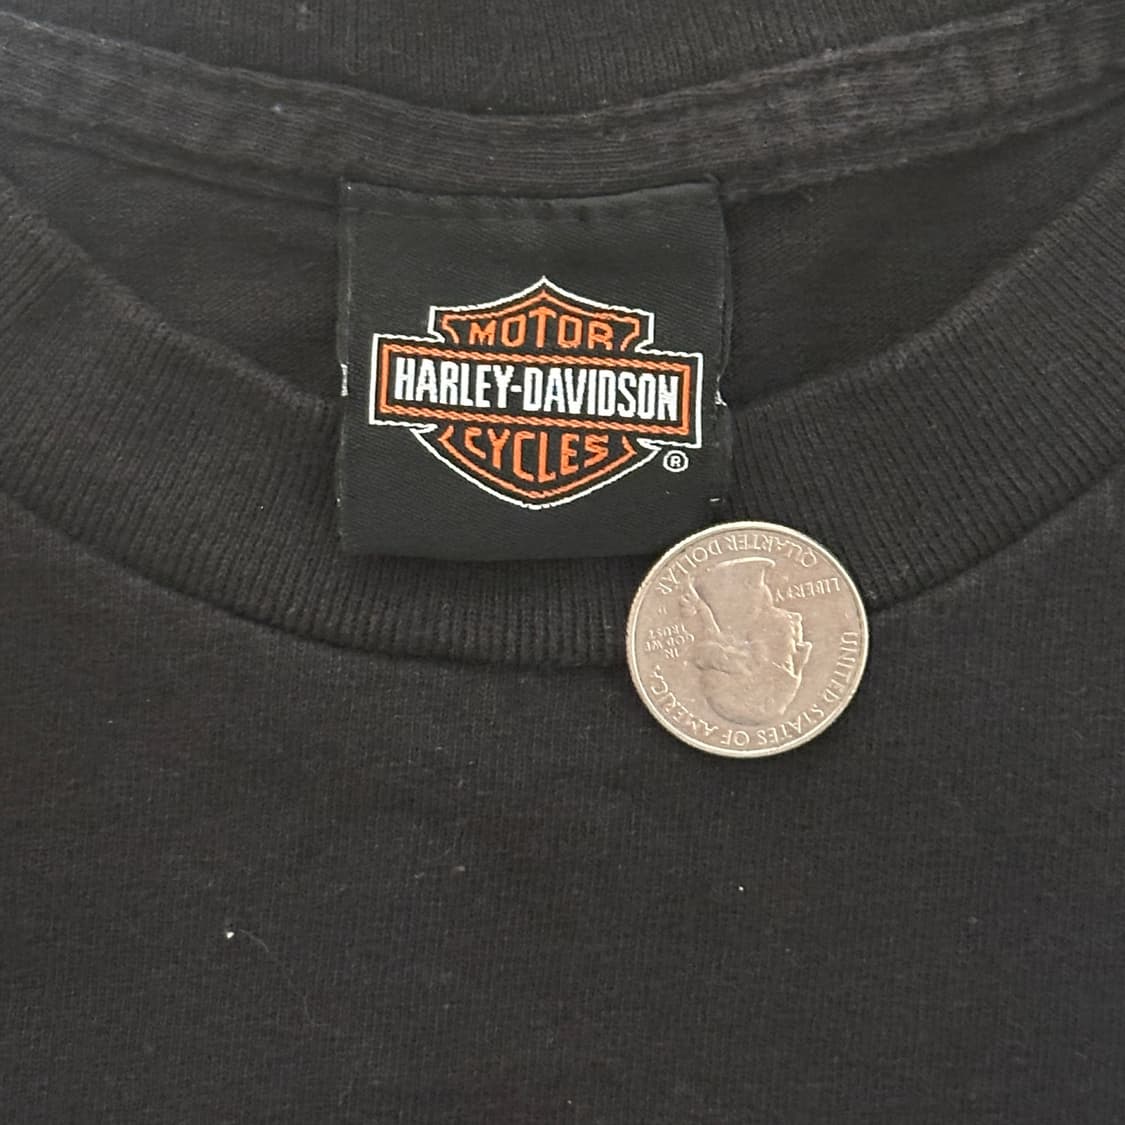 MOTOR
HARLEY-DAVIDSON
CYCLES
®
UNITED STATES OF AMERICA
LIBERTY
IN
GOD WE
TRUST
QUARTER DOLLAR